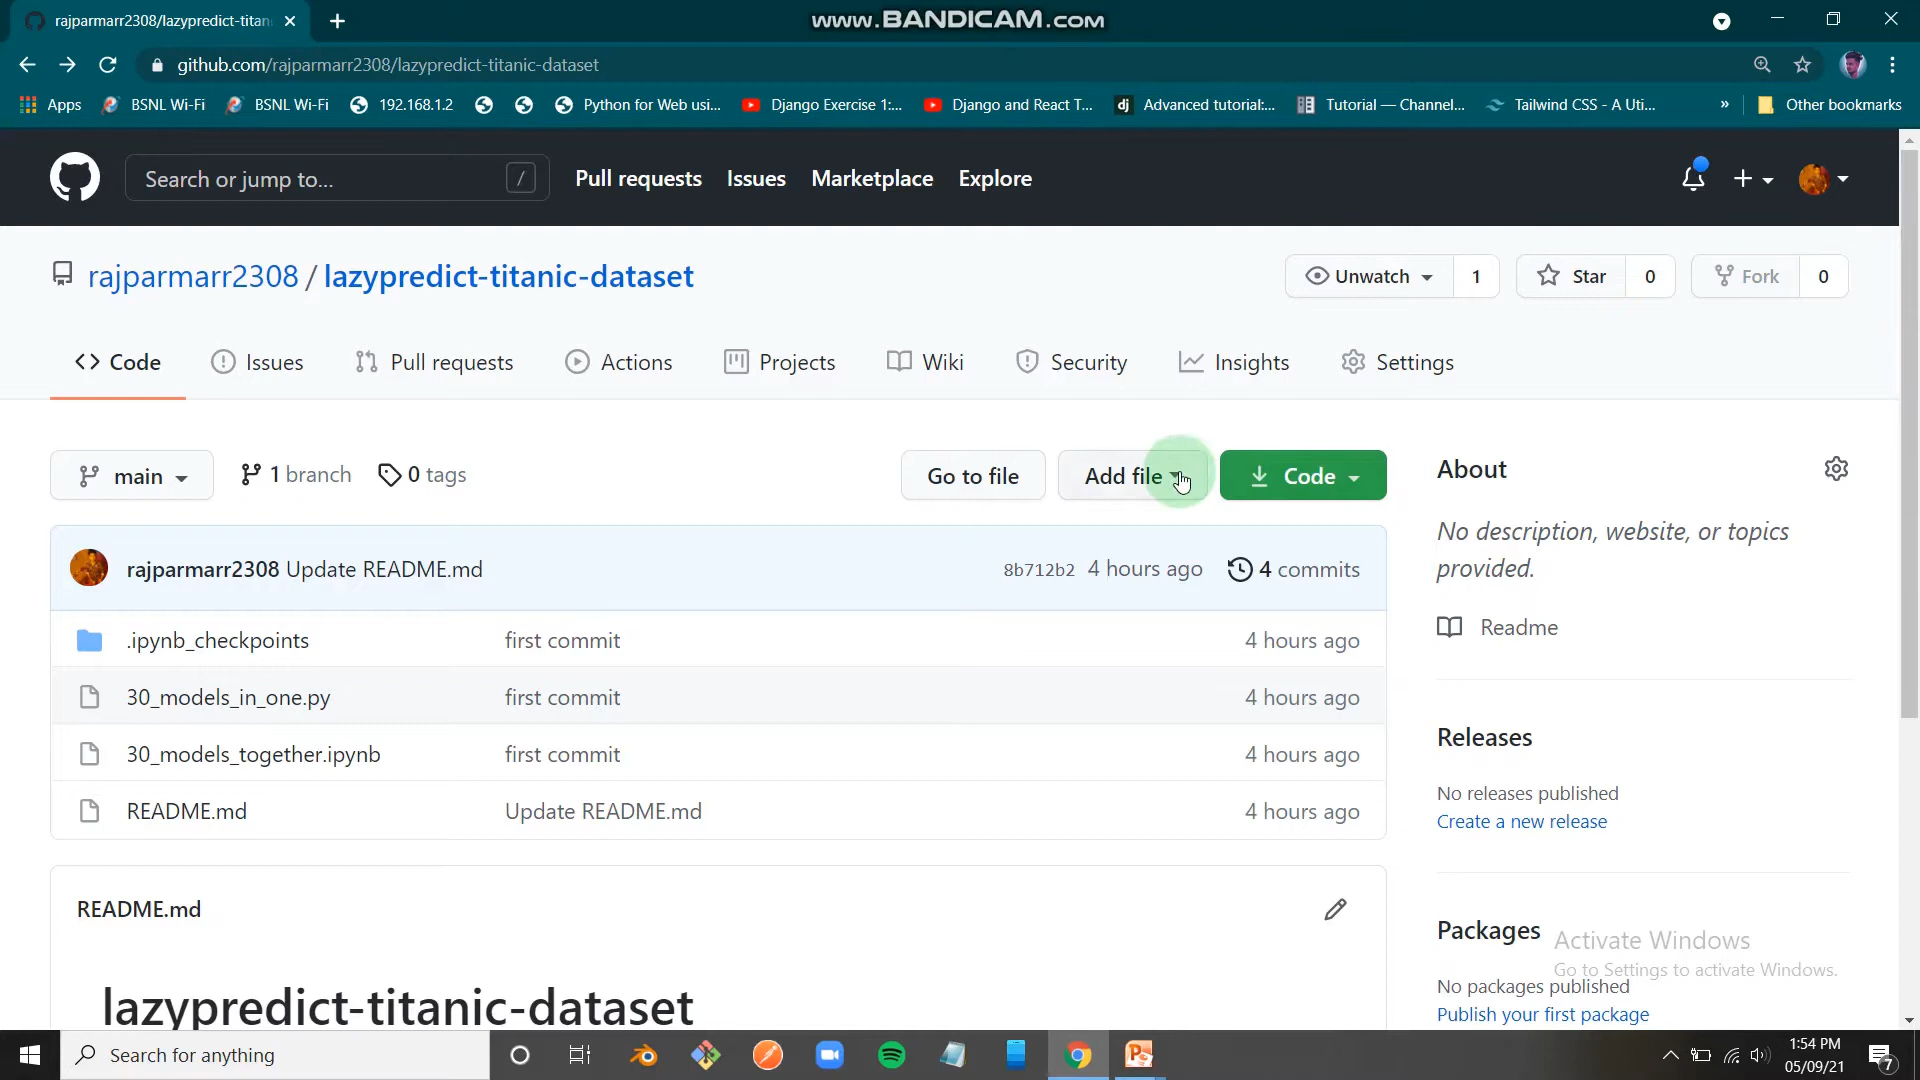 rajparmarr2308/lazypredict-titan
www.BANDICAM.com
github.com/rajparmarr2308/lazypredict-titanic-dataset
Apps BSNL Wi-Fi BSNL Wi-Fi 192.168.1.2 Python for Web usi... Django Exercise 1:... Django and React T... dj Advanced tutorial:... Tutorial — Channel... Tailwind CSS - A Uti... » Other bookmarks
Search or jump to... / Pull requests Issues Marketplace Explore
rajparmarr2308 / lazypredict-titanic-dataset Unwatch 1 Star 0 Fork 0
Code Issues Pull requests Actions Projects Wiki Security Insights Settings
main 1 branch 0 tags Go to file Add file Code
About
No description, website, or topics
provided.
Readme
rajparmarr2308 Update README.md 8b712b2 4 hours ago 4 commits
.ipynb_checkpoints first commit 4 hours ago
30_models_in_one.py first commit 4 hours ago
30_models_together.ipynb first commit 4 hours ago
README.md Update README.md 4 hours ago
Releases
No releases published
Create a new release
README.md
lazypredict-titanic-dataset
Packages
No packages published
Publish your first package
Activate Windows
Go to Settings to activate Windows.
Search for anything
1:54 PM
05/09/21
7